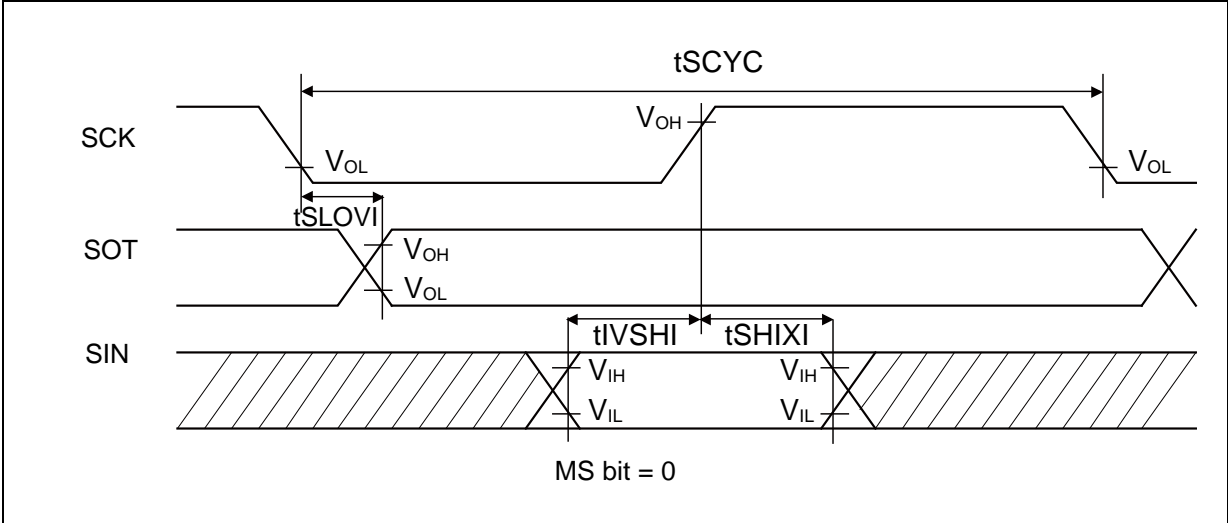 tSCYC
SCK
VOH
VOL
VOL
tSLOVI
SOT
VOH
VOL
tIVSHI
tSHIXI
SIN
VIH
VIH
VIL
VIL
MS bit = 0